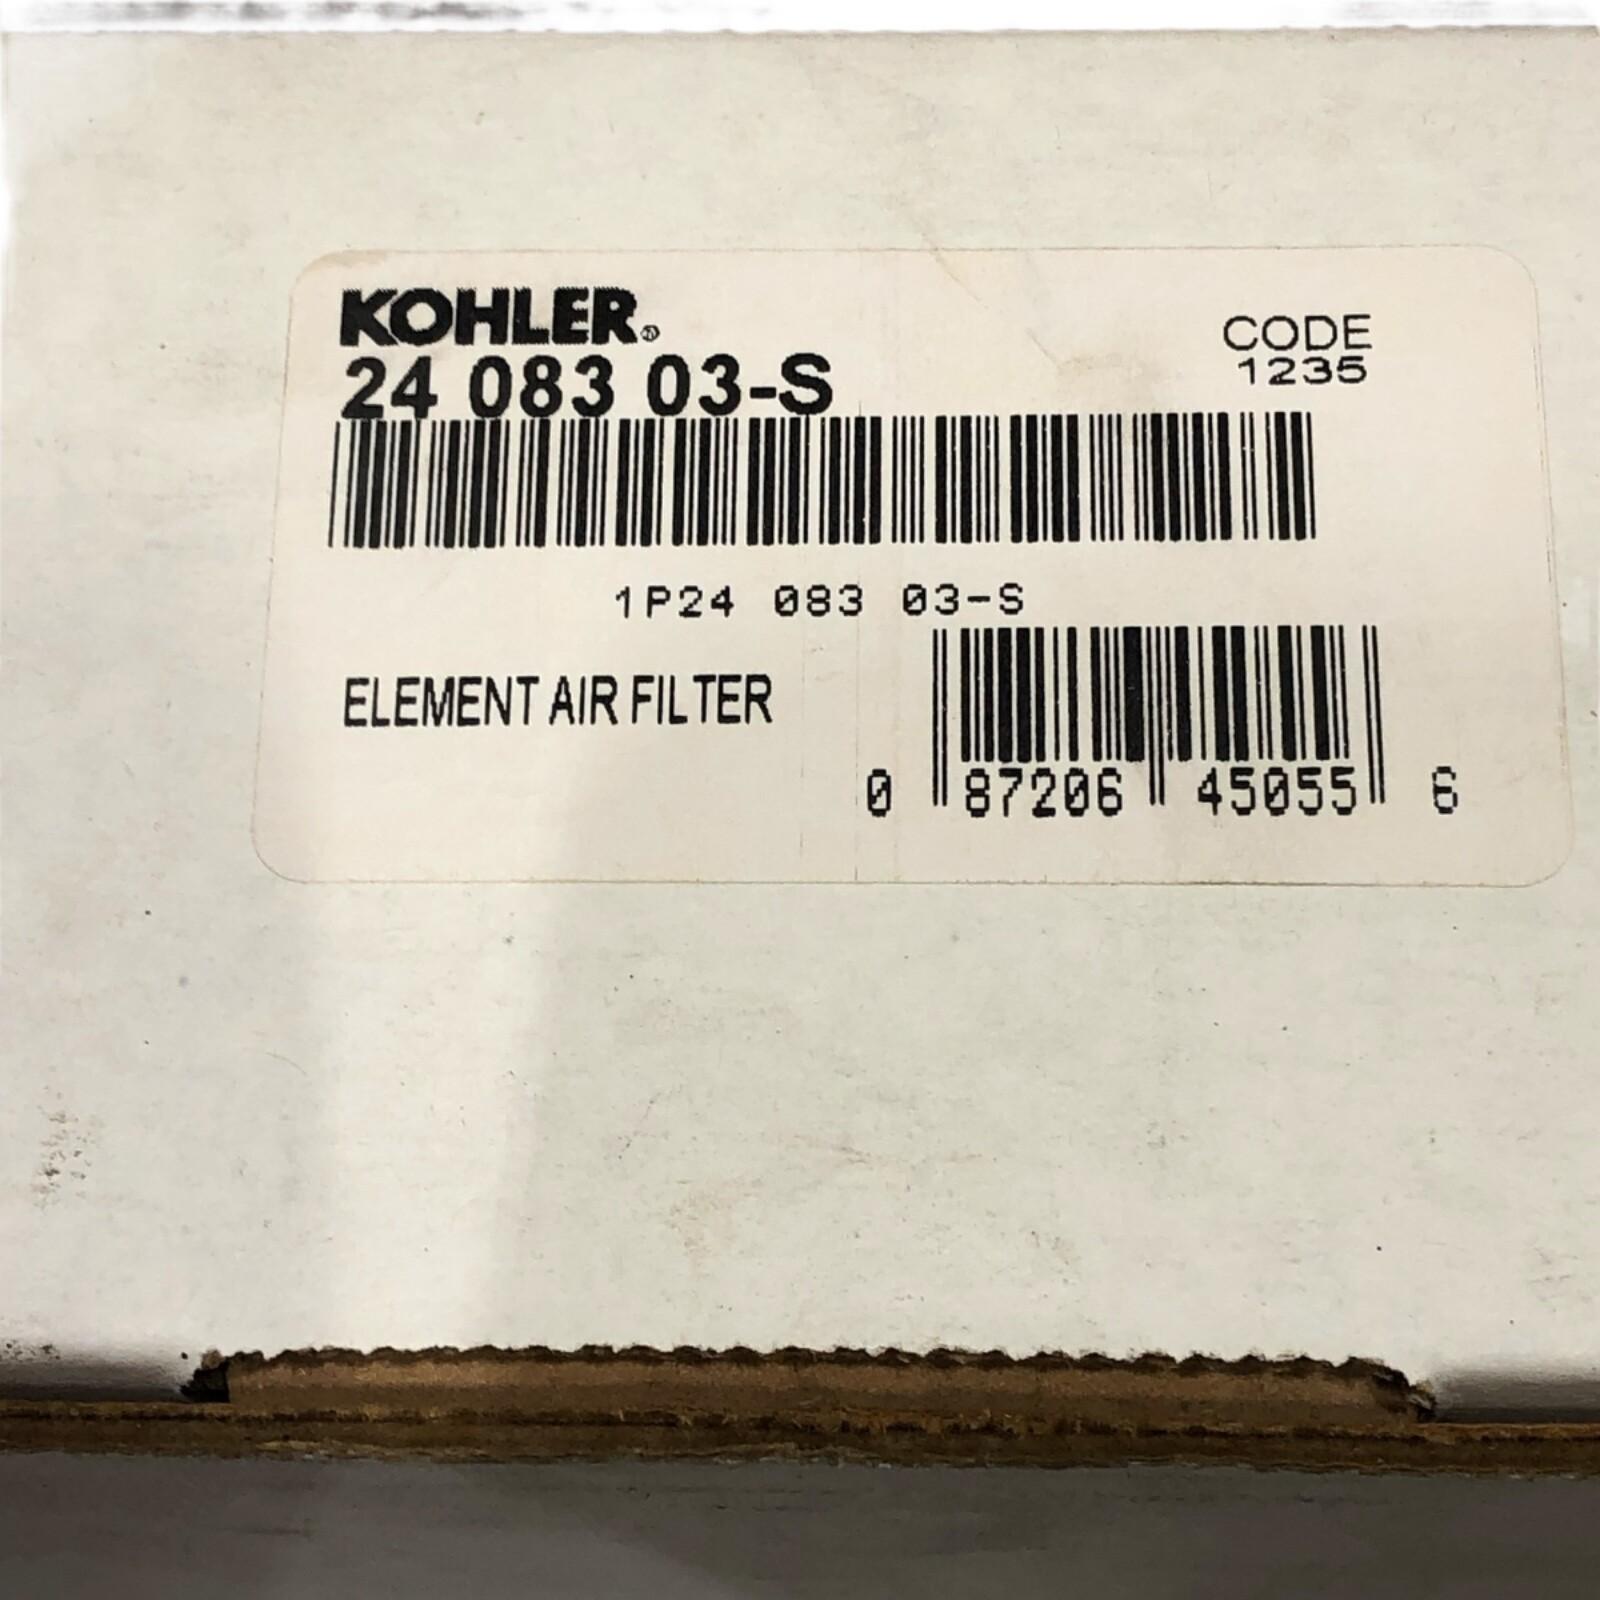 KOHLER®
24 083 03-S
CODE
1235
1P24 083 03-S
ELEMENT AIR FILTER
0 87206 45055 6